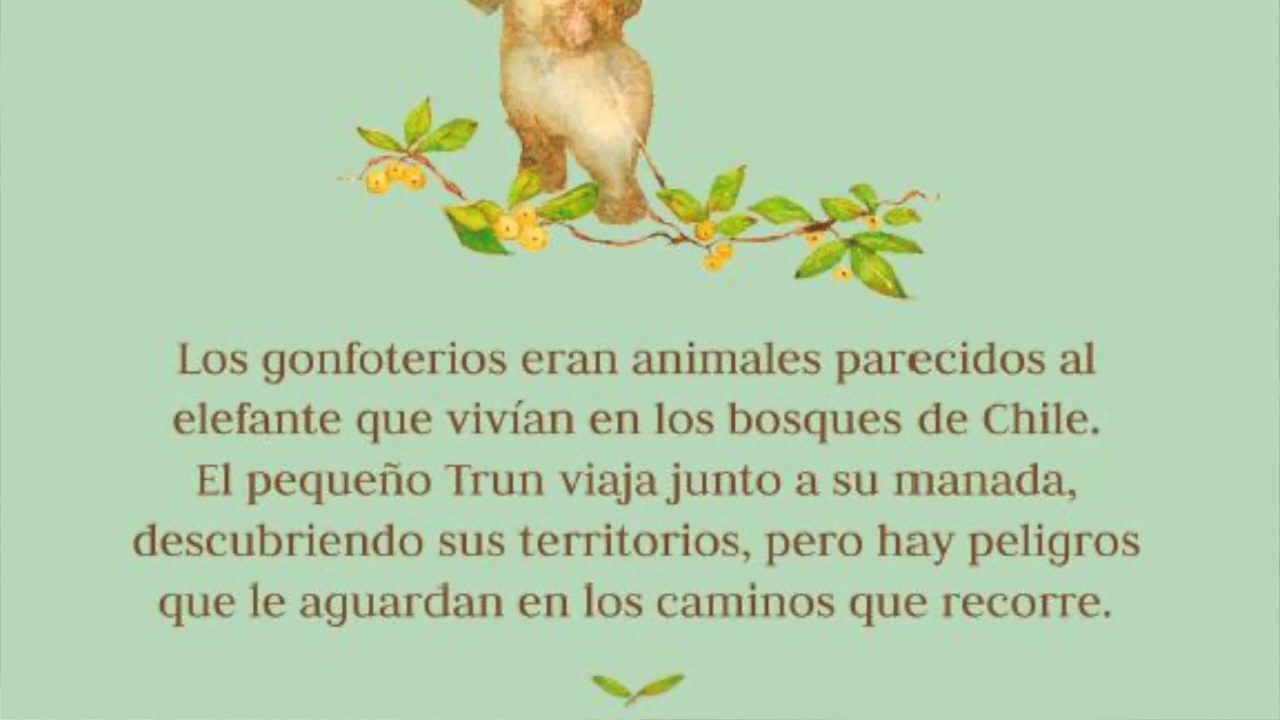 Los gonfoterios eran animales parecidos al
elefante que vivían en los bosques de Chile.
El pequeño Trun viaja junto a su manada,
descubriendo sus territorios, pero hay peligros
que le aguardan en los caminos que recorre.